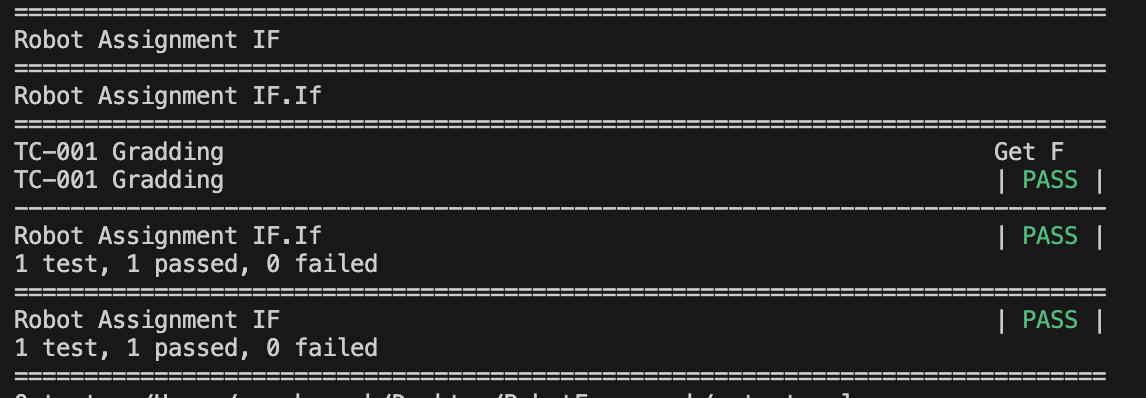 ==============================================================================
Robot Assignment IF
==============================================================================
Robot Assignment IF.If
==============================================================================
TC-001 Gradding                                                       Get F
TC-001 Gradding                                                       | PASS |
------------------------------------------------------------------------------
Robot Assignment IF.If                                                | PASS |
1 test, 1 passed, 0 failed
==============================================================================
Robot Assignment IF                                                   | PASS |
1 test, 1 passed, 0 failed
==============================================================================